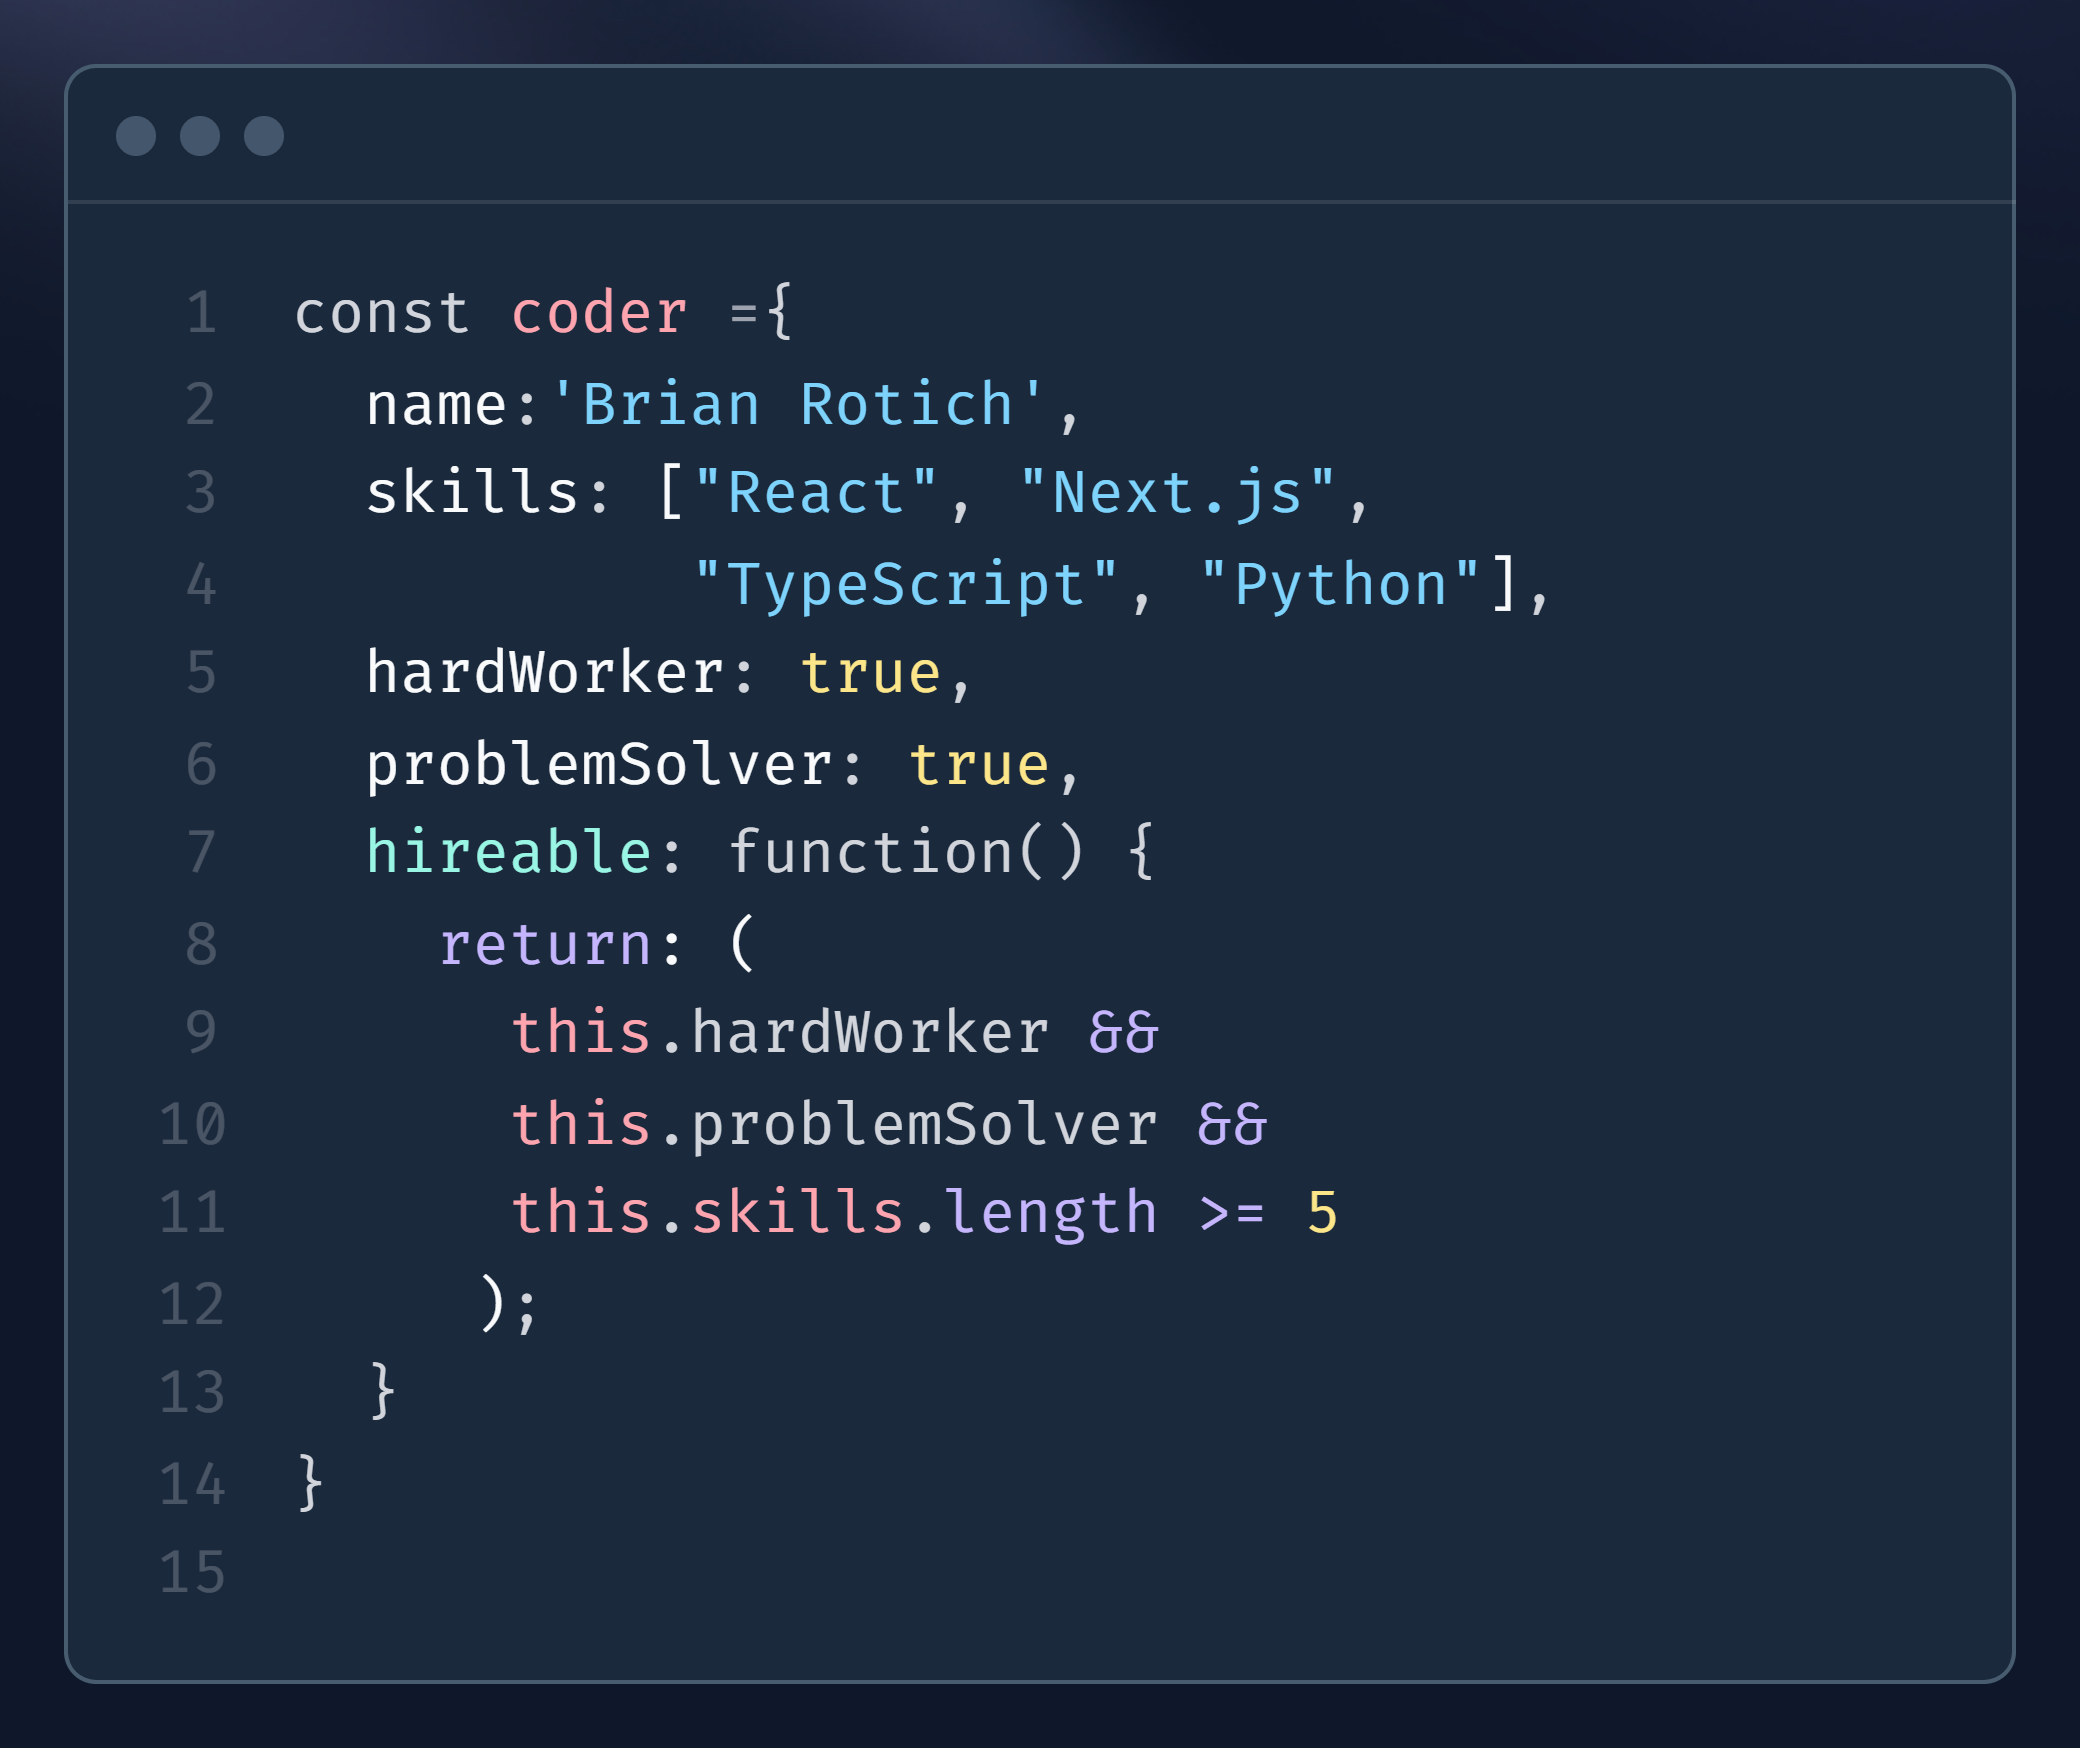 1 const coder ={
2 name:'Brian Rotich',
3 skills: ["React", "Next.js",
4 "TypeScript", "Python"],
5 hardWorker: true,
6 problemSolver: true,
7 hireable: function() {
8 return: (
9 this.hardWorker &&
10 this.problemSolver &&
11 this.skills.length >= 5
12 );
13 }
14 }
15